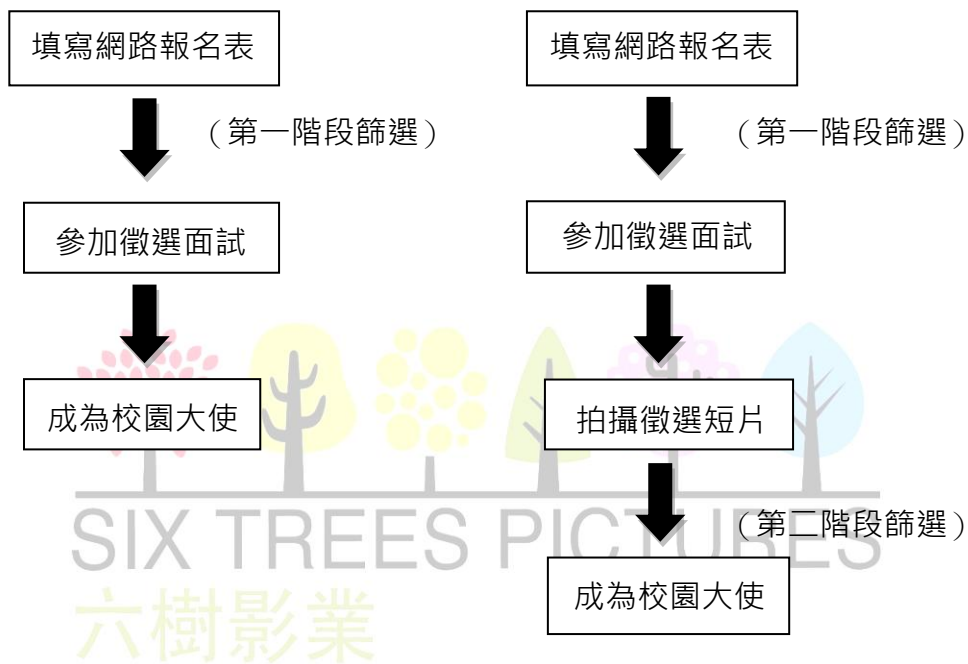 填寫網路報名表
（第一階段篩選）
參加徵選面試
成為校園大使
填寫網路報名表
（第一階段篩選）
參加徵選面試
拍攝徵選短片
（第二階段篩選）
成為校園大使
SIX TREES PICTURES
六樹影業